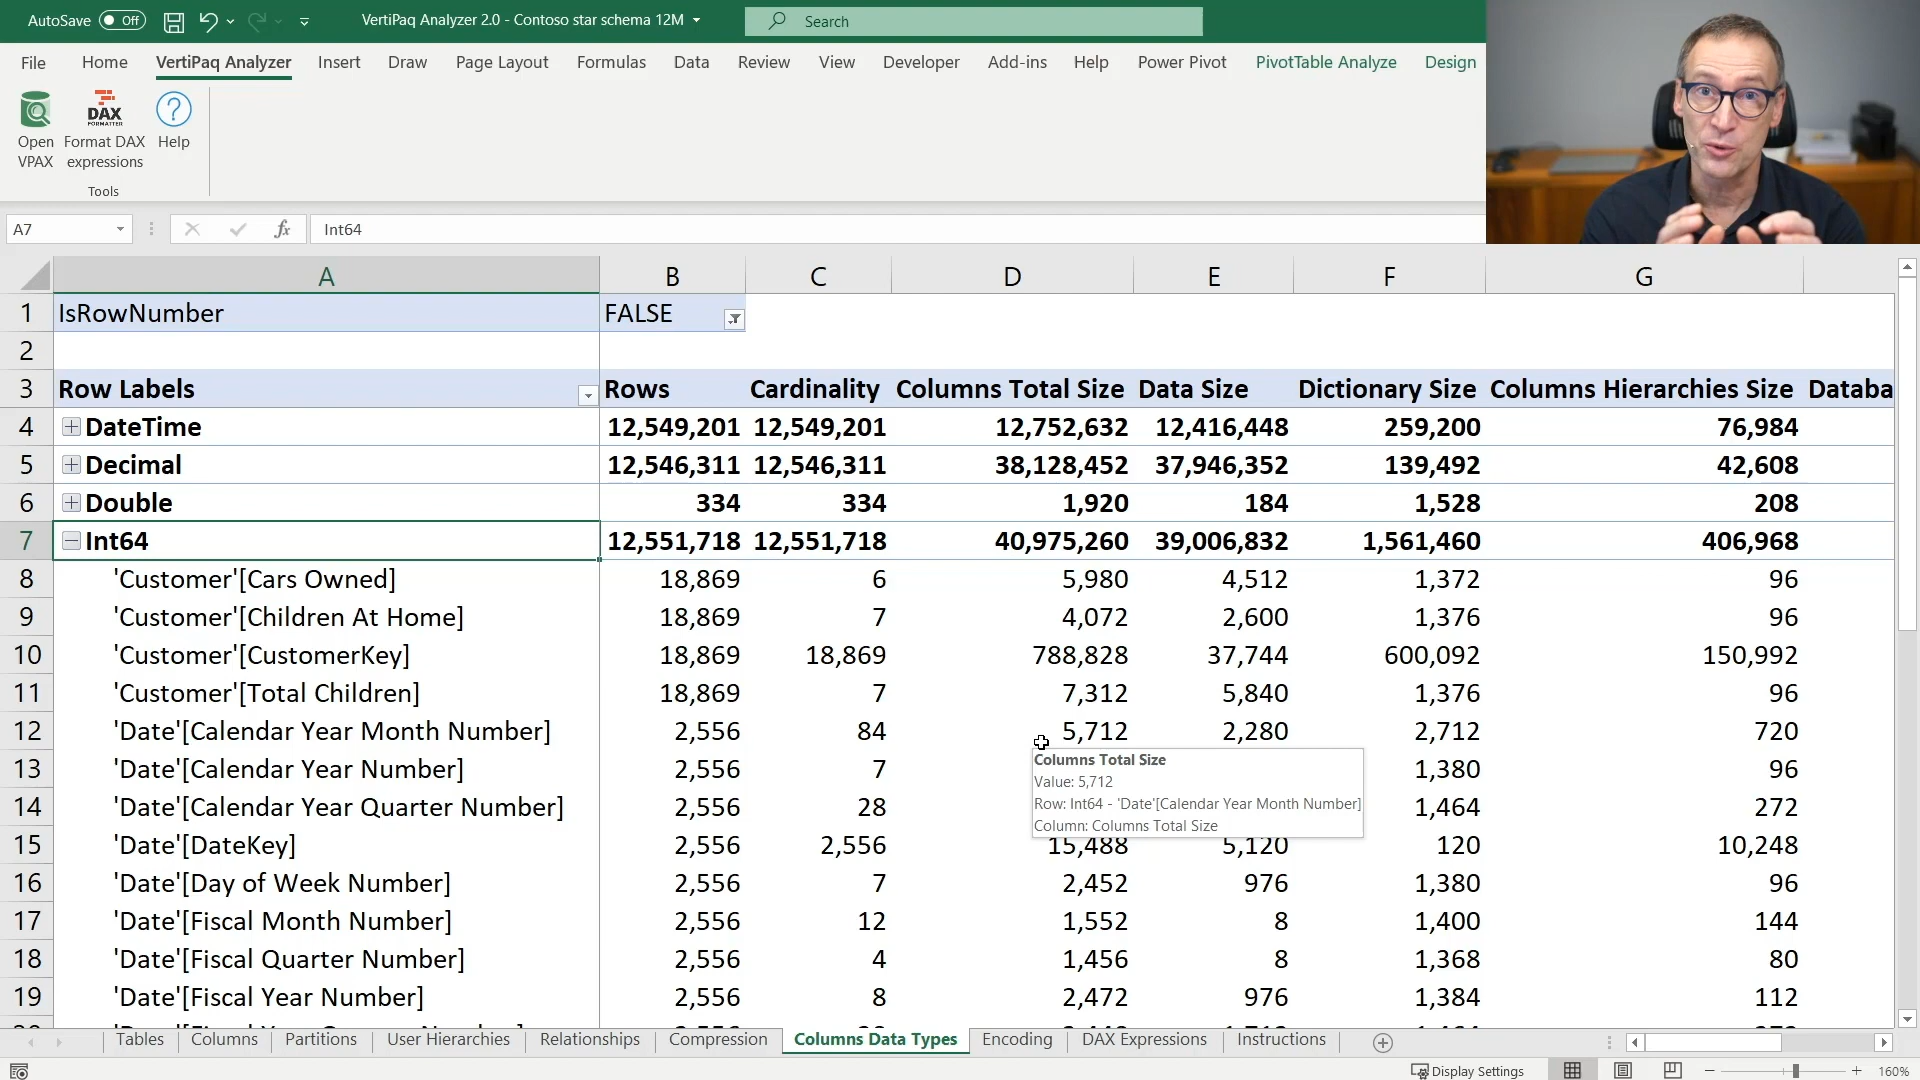 AutoSave Off VertiPaq Analyzer 2.0 - Contoso star schema 12M Search
File Home VertiPaq Analyzer Insert Draw Page Layout Formulas Data Review View Developer Add-ins Help Power Pivot PivotTable Analyze Design
DAX
FORMATTER
Open Format DAX Help
VPAX expressions
Tools
A7 fx Int64
A B C D E F G
1 IsRowNumber FALSE
2
3 Row Labels Rows Cardinality Columns Total Size Data Size Dictionary Size Columns Hierarchies Size Databa
4 DateTime 12,549,201 12,549,201 12,752,632 12,416,448 259,200 76,984
5 Decimal 12,546,311 12,546,311 38,128,452 37,946,352 139,492 42,608
6 Double 334 334 1,920 184 1,528 208
7 Int64 12,551,718 12,551,718 40,975,260 39,006,832 1,561,460 406,968
8 'Customer'[Cars Owned] 18,869 6 5,980 4,512 1,372 96
9 'Customer'[Children At Home] 18,869 7 4,072 2,600 1,376 96
10 'Customer'[CustomerKey] 18,869 18,869 788,828 37,744 600,092 150,992
11 'Customer'[Total Children] 18,869 7 7,312 5,840 1,376 96
12 'Date'[Calendar Year Month Number] 2,556 84 5,712 2,280 2,712 720
Columns Total Size
Value: 5,712
Row: Int64 - 'Date'[Calendar Year Month Number]
Column: Columns Total Size
13 'Date'[Calendar Year Number] 2,556 7 1,380 96
14 'Date'[Calendar Year Quarter Number] 2,556 28 1,464 272
15 'Date'[DateKey] 2,556 2,556 15,488 5,120 120 10,248
16 'Date'[Day of Week Number] 2,556 7 2,452 976 1,380 96
17 'Date'[Fiscal Month Number] 2,556 12 1,552 8 1,400 144
18 'Date'[Fiscal Quarter Number] 2,556 4 1,456 8 1,368 80
19 'Date'[Fiscal Year Number] 2,556 8 2,472 976 1,384 112
Tables Columns Partitions User Hierarchies Relationships Compression Columns Data Types Encoding DAX Expressions Instructions
Display Settings 160%